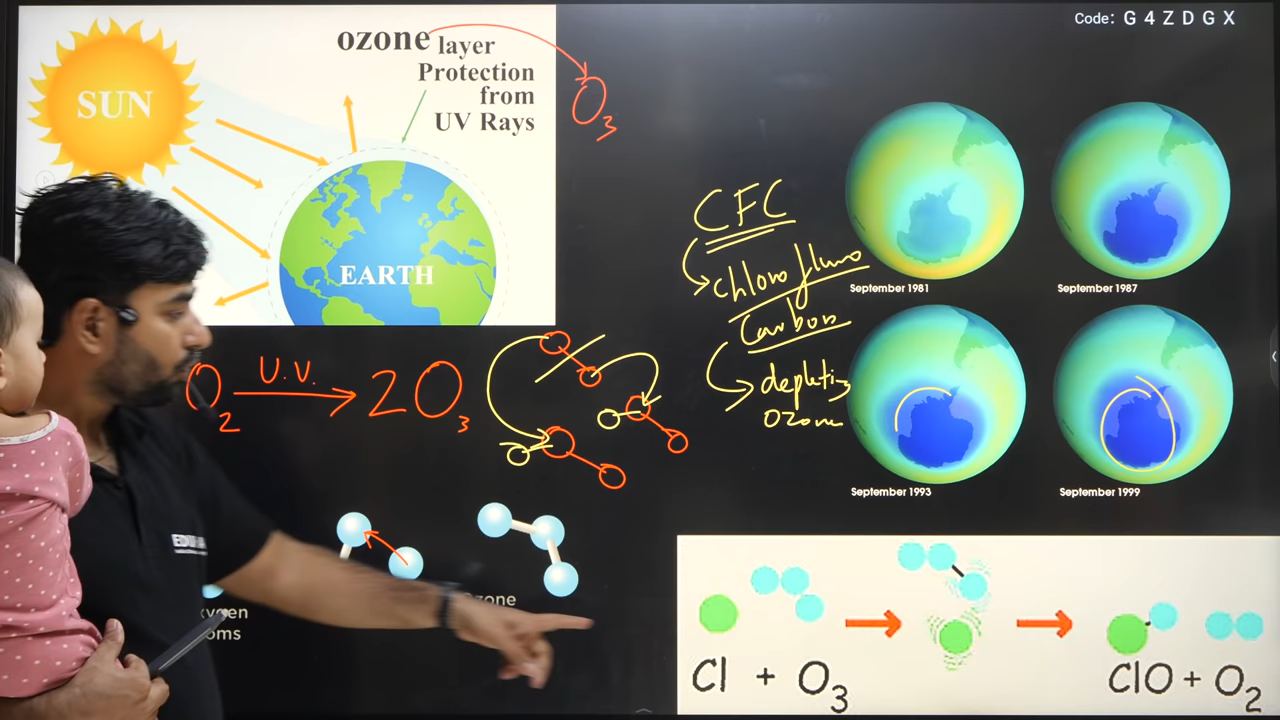 Code: G 4 Z D G X
SUN
ozone layer
Protection
from
UV Rays
O3
EARTH
CFC
chloro fluro
Carbon
depleting
ozone
September 1981
September 1987
September 1993
September 1999
O2 U.V. 2O3
Cl + O3
ClO + O2